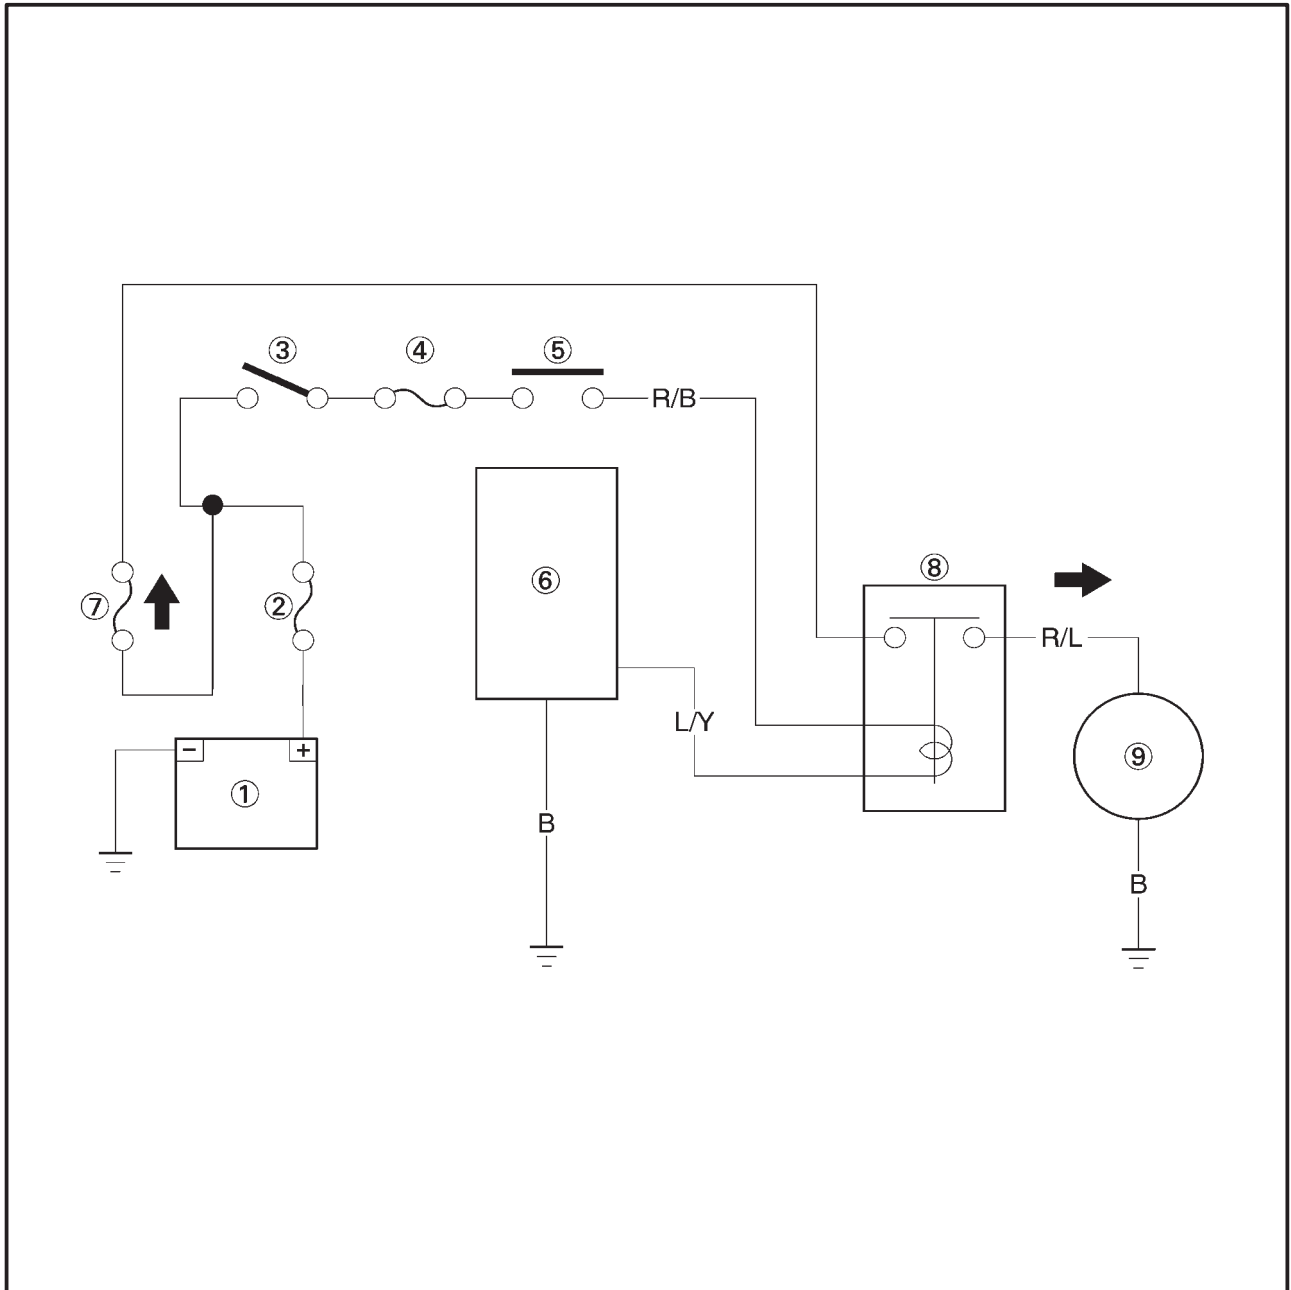 ③ ④ ⑤
R/B
⑥
⑧
⑦ ②
R/L
L/Y
− +
⑨
①
B
B